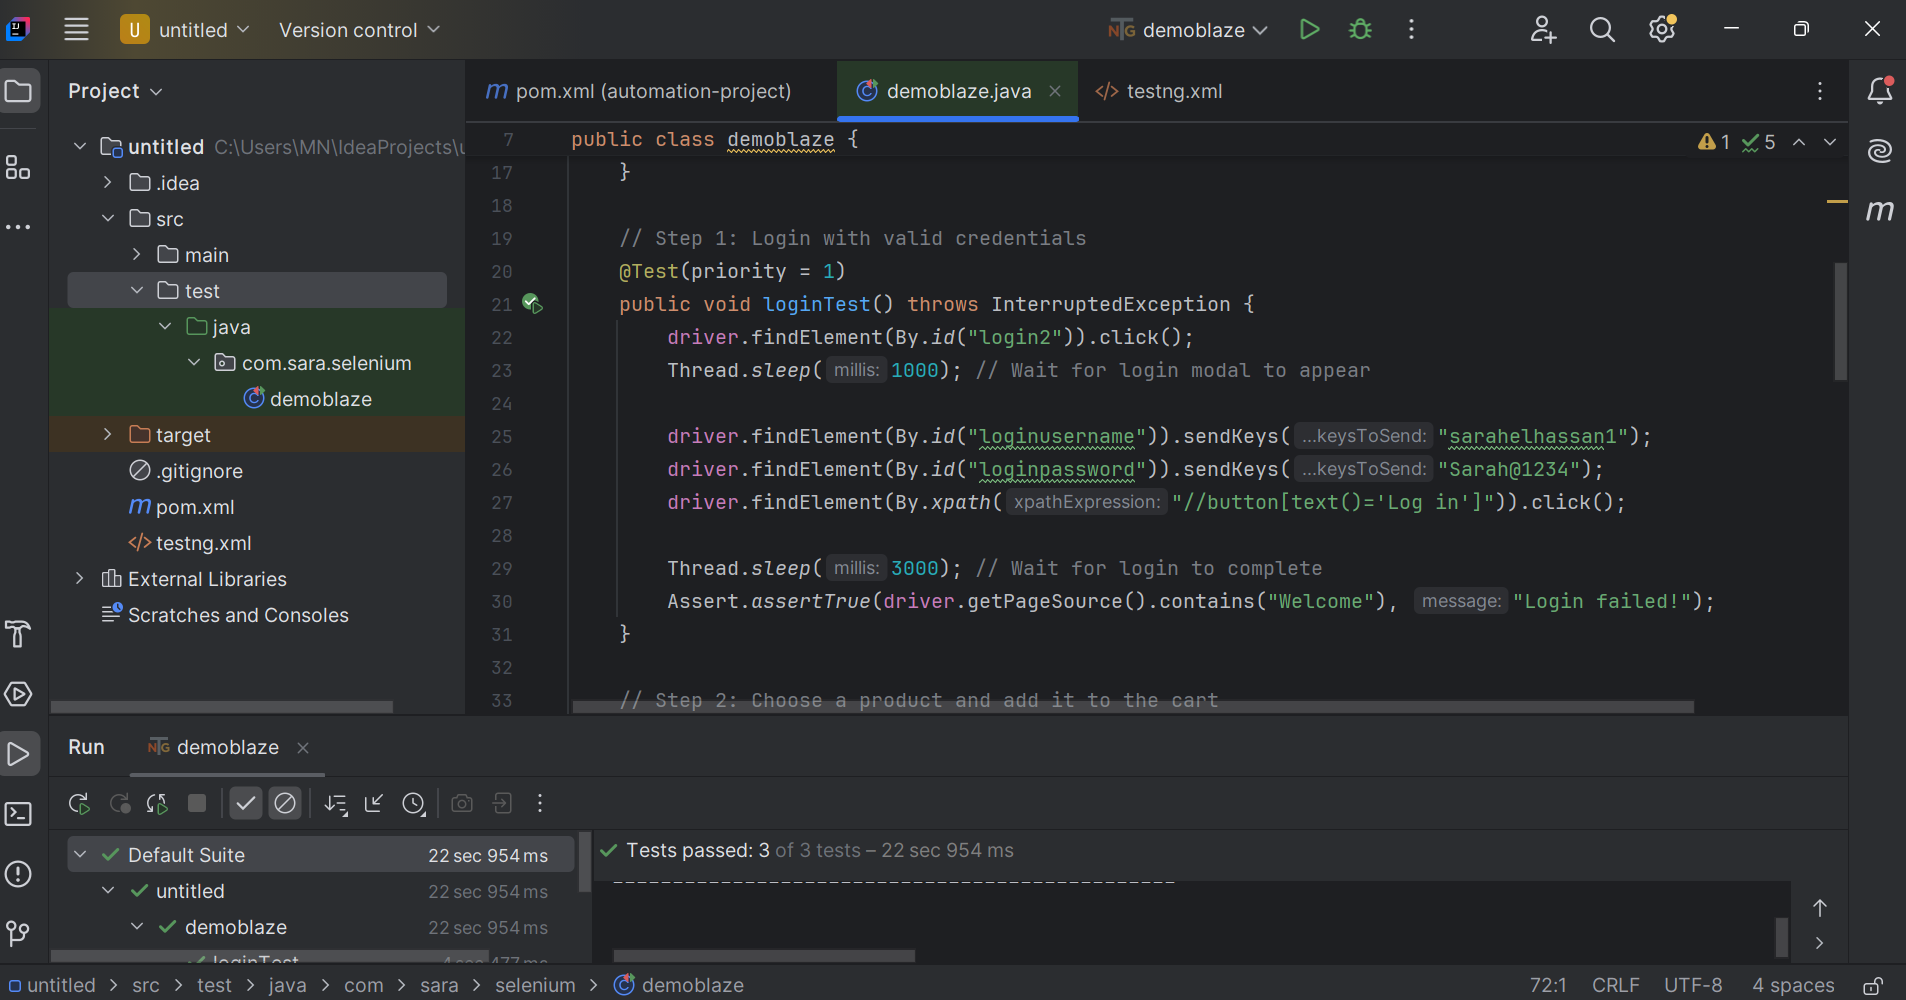 U untitled Version control demoblaze
Project
pom.xml (automation-project) demoblaze.java testng.xml
untitled C:\Users\MN\IdeaProjects\
.idea
src
main
test
java
com.sara.selenium
demoblaze
target
.gitignore
pom.xml
testng.xml
External Libraries
Scratches and Consoles
7 public class demoblaze {
1 5
17 }
18
19 // Step 1: Login with valid credentials
20 @Test(priority = 1)
21 public void loginTest() throws InterruptedException {
22 driver.findElement(By.id("login2")).click();
23 Thread.sleep( millis: 1000); // Wait for login modal to appear
24
25 driver.findElement(By.id("loginusername")).sendKeys( ...keysToSend: "sarahelhassan1");
26 driver.findElement(By.id("loginpassword")).sendKeys( ...keysToSend: "Sarah@1234");
27 driver.findElement(By.xpath( xpathExpression: "//button[text()='Log in']")).click();
28
29 Thread.sleep( millis: 3000); // Wait for login to complete
30 Assert.assertTrue(driver.getPageSource().contains("Welcome"), message: "Login failed!");
31 }
32
33 // Step 2: Choose a product and add it to the cart
Run demoblaze
Default Suite 22 sec 954 ms
untitled 22 sec 954 ms
demoblaze 22 sec 954 ms
loginTest 4 sec 477 ms
Tests passed: 3 of 3 tests – 22 sec 954 ms
===============================================
untitled > src > test > java > com > sara > selenium > demoblaze
72:1 CRLF UTF-8 4 spaces